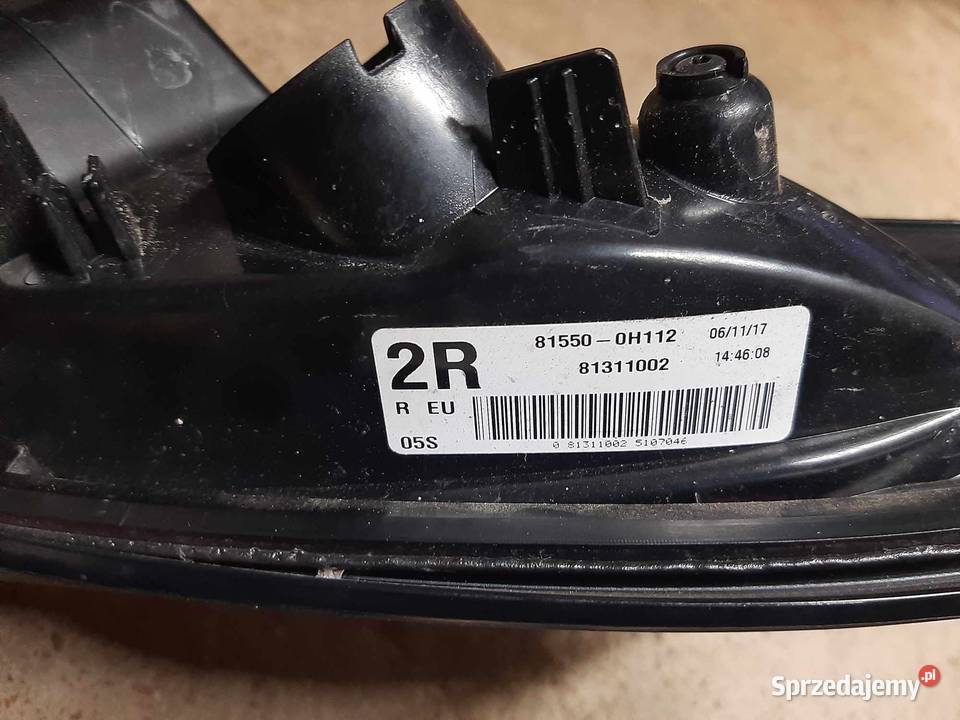 2R 81550-0H112 06/11/17
81311002 14:46:08
R EU
05S
0 81311002 5107046
Sprzedajemy.pl